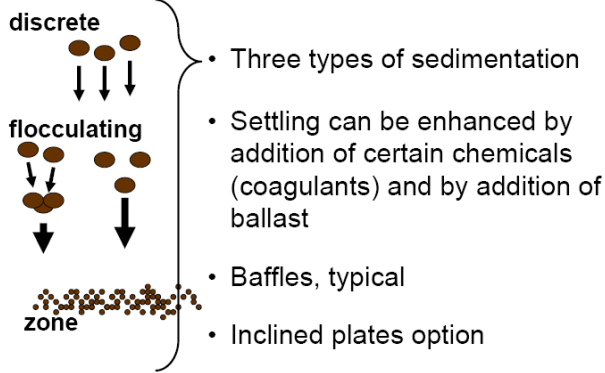 discrete
flocculating
zone
• Three types of sedimentation
• Settling can be enhanced by
addition of certain chemicals
(coagulants) and by addition of
ballast
• Baffles, typical
• Inclined plates option